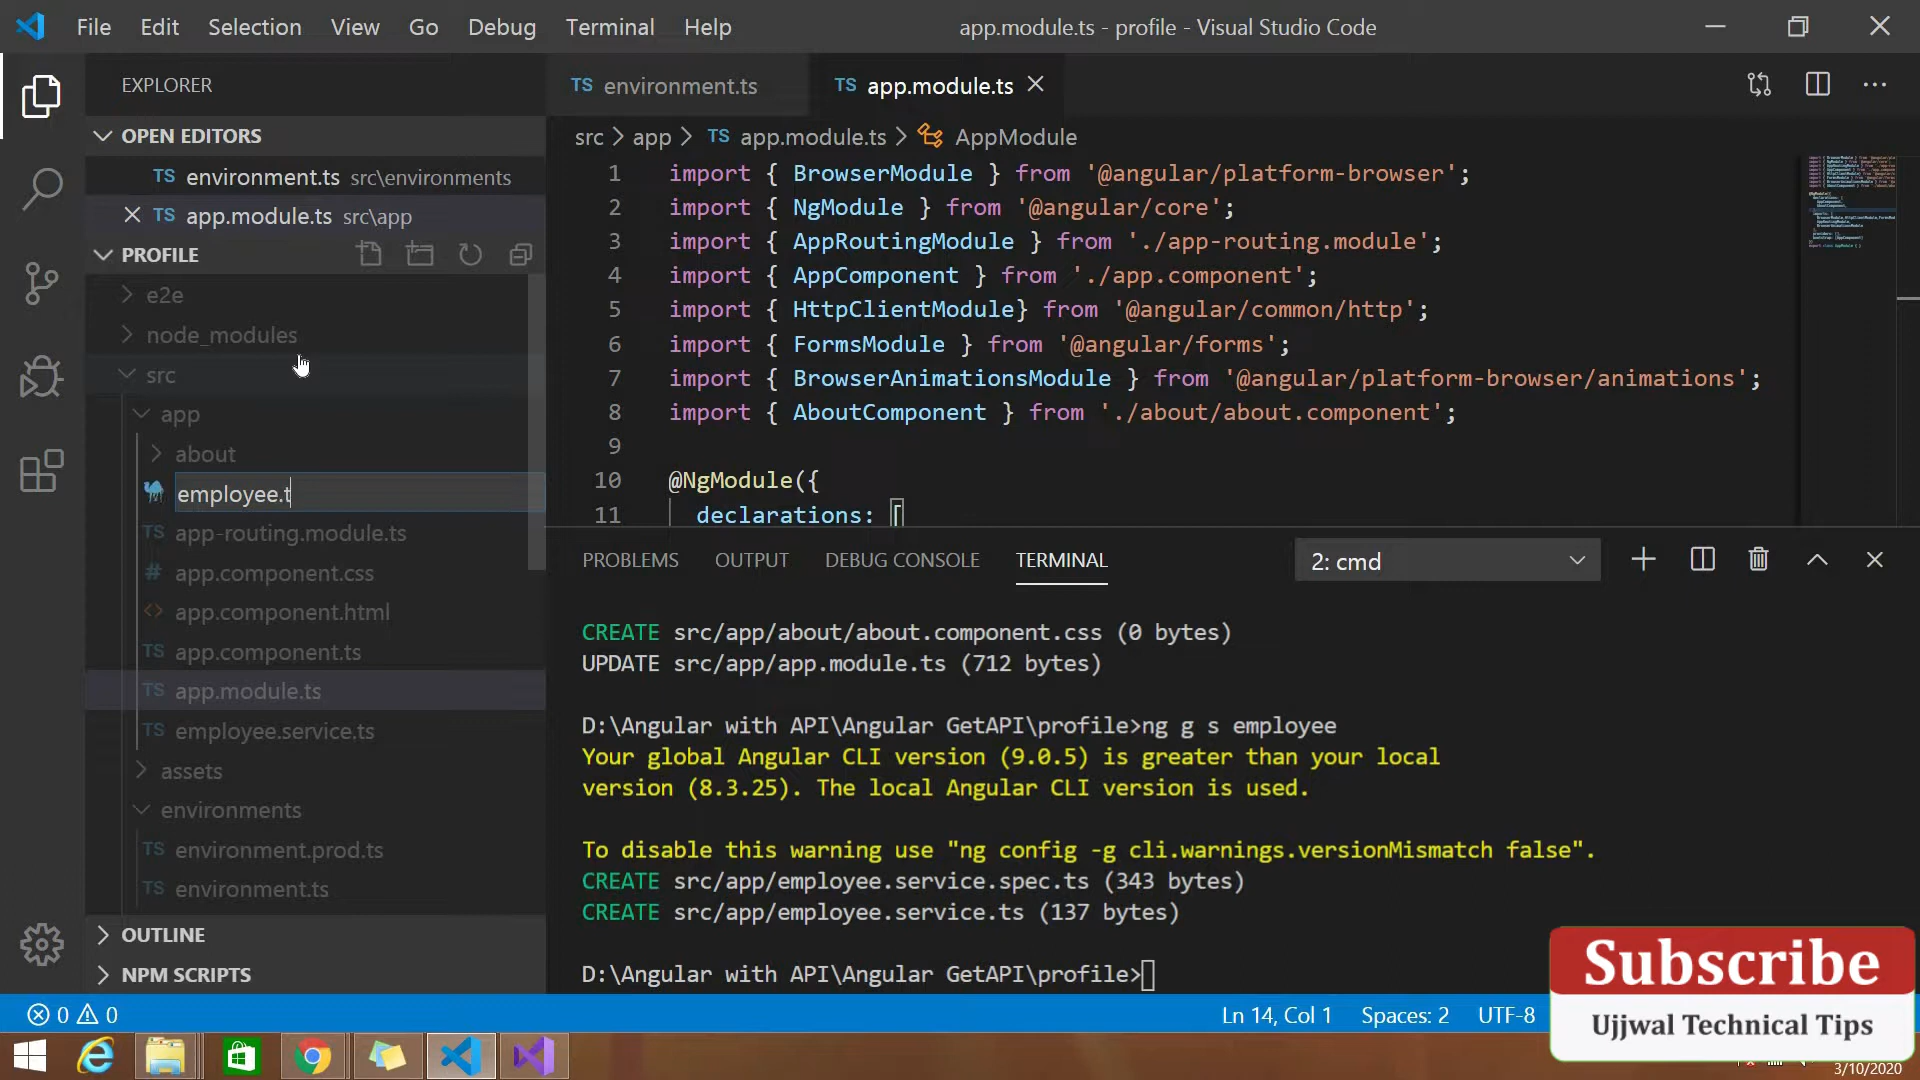 File Edit Selection View Go Debug Terminal Help
app.module.ts - profile - Visual Studio Code
EXPLORER
OPEN EDITORS
TS environment.ts src\environments
TS app.module.ts src\app
PROFILE
e2e
node_modules
src
app
about
employee.t
TS app-routing.module.ts
# app.component.css
<> app.component.html
TS app.component.ts
TS app.module.ts
TS employee.service.ts
assets
environments
TS environment.prod.ts
TS environment.ts
OUTLINE
NPM SCRIPTS
TS environment.ts TS app.module.ts
src > app > TS app.module.ts > AppModule
1 import { BrowserModule } from '@angular/platform-browser';
2 import { NgModule } from '@angular/core';
3 import { AppRoutingModule } from './app-routing.module';
4 import { AppComponent } from './app.component';
5 import { HttpClientModule} from '@angular/common/http';
6 import { FormsModule } from '@angular/forms';
7 import { BrowserAnimationsModule } from '@angular/platform-browser/animations';
8 import { AboutComponent } from './about/about.component';
9
10 @NgModule({
11 declarations: [
PROBLEMS OUTPUT DEBUG CONSOLE TERMINAL 2: cmd
CREATE src/app/about/about.component.css (0 bytes)
UPDATE src/app/app.module.ts (712 bytes)
D:\Angular with API\Angular GetAPI\profile>ng g s employee
Your global Angular CLI version (9.0.5) is greater than your local
version (8.3.25). The local Angular CLI version is used.
To disable this warning use "ng config -g cli.warnings.versionMismatch false".
CREATE src/app/employee.service.spec.ts (343 bytes)
CREATE src/app/employee.service.ts (137 bytes)
D:\Angular with API\Angular GetAPI\profile>
0 0 Ln 14, Col 1 Spaces: 2 UTF-8
Subscribe
Ujjwal Technical Tips
3/10/2020